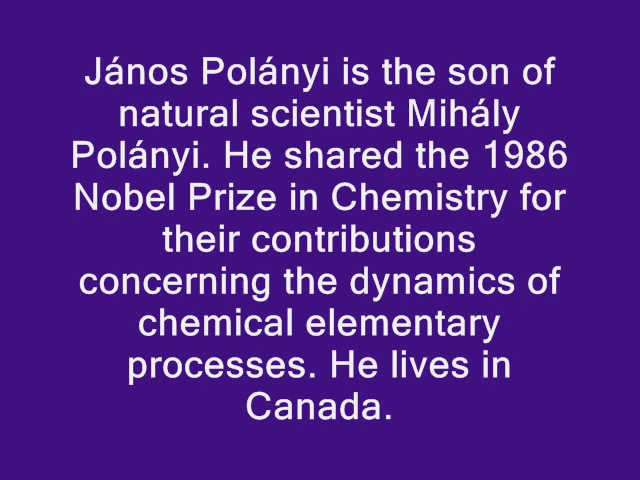 János Polányi is the son of
natural scientist Mihály
Polányi. He shared the 1986
Nobel Prize in Chemistry for
their contributions
concerning the dynamics of
chemical elementary
processes. He lives in
Canada.